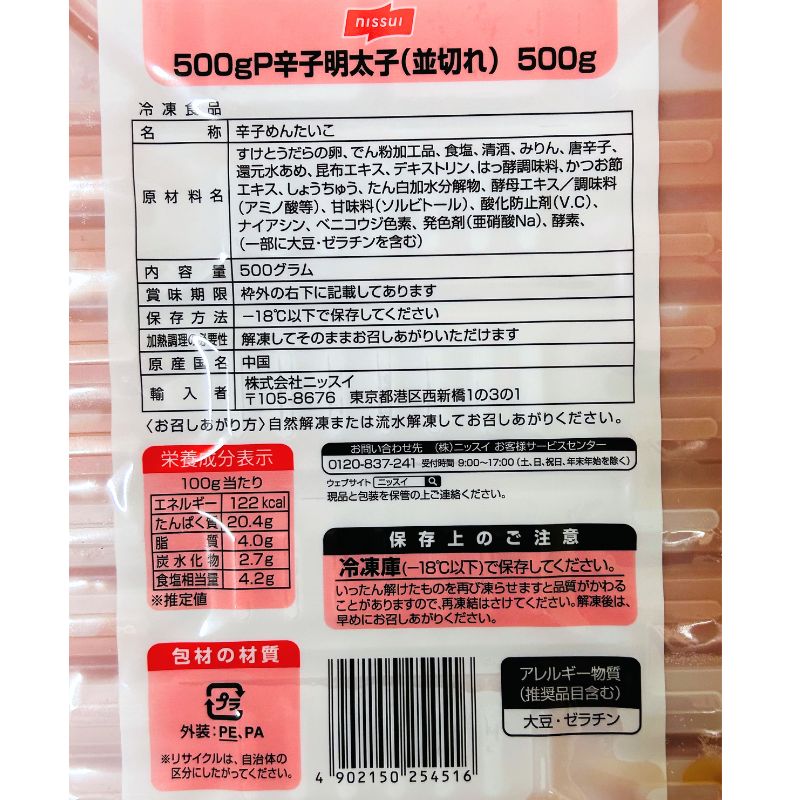 nissui
500gP辛子明太子(並切れ) 500g
冷凍食品
名称 辛子めんたいこ
原材料名 すけとうだらの卵、でん粉加工品、食塩、清酒、みりん、唐辛子、
還元水あめ、昆布エキス、デキストリン、はっ酵調味料、かつお節
エキス、しょうちゅう、たん白加水分解物、酵母エキス/調味料
(アミノ酸等)、甘味料(ソルビトール)、酸化防止剤(V.C)、
ナイアシン、ベニコウジ色素、発色剤(亜硝酸Na)、酵素、
(一部に大豆・ゼラチンを含む)
内容量 500グラム
賞味期限 枠外の右下に記載してあります
保存方法 −18℃以下で保存してください
加熱調理の必要性 解凍してそのままお召しあがりいただけます
原産国名 中国
輸入者 株式会社ニッスイ
〒105-8676 東京都港区西新橋1の3の1
〈お召しあがり方〉自然解凍または流水解凍してお召しあがりください。
栄養成分表示
100g当たり
エネルギー 122kcal
たんぱく質 20.4g
脂質 4.0g
炭水化物 2.7g
食塩相当量 4.2g
※推定値
お問い合わせ先 (株)ニッスイ お客様サービスセンター
0120-837-241 受付時間 9:00〜17:00(土、日、祝日、年末年始を除く)
ウェブサイト ニッスイ
現品と包装を保管の上ご連絡ください。
保存上のご注意
冷凍庫(−18℃以下)で保存してください。
いったん解けたものを再び凍らせますと品質がかわる
ことがありますので、再凍結はさけてください。解凍後は、
早めにお召しあがりください。
包材の材質
プラ
外装:PE、PA
※リサイクルは、自治体の
区分にしたがってください。
4 902150 254516
アレルギー物質
(推奨品目含む)
大豆・ゼラチン